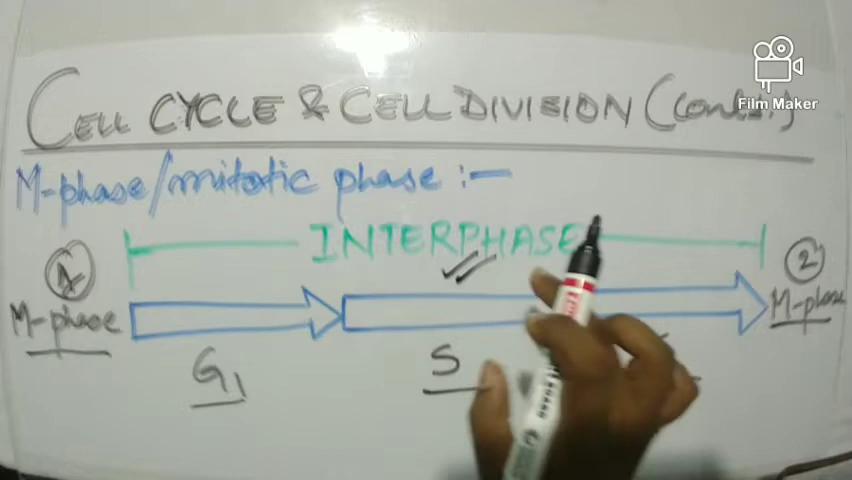 Film Maker
CELL CYCLE & CELL DIVISION (Contd.)
M-phase/mitotic phase :-
INTERPHASE
1 2
M-phase M-phase
G1 S